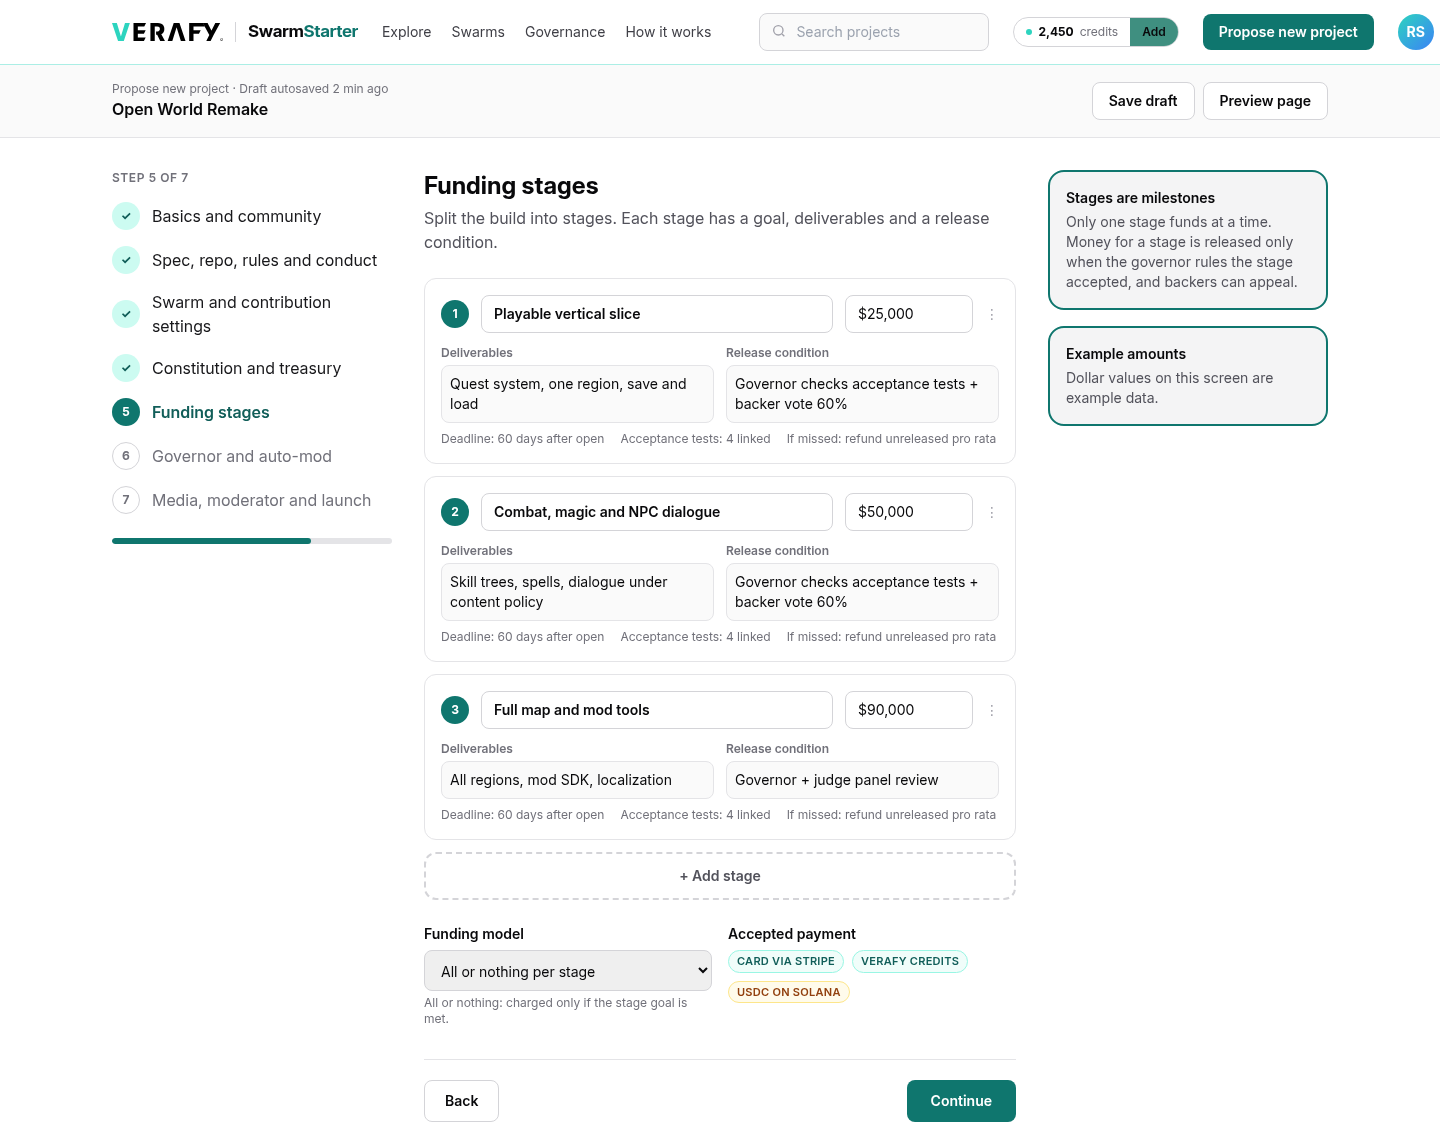 VERAFY
SwarmStarter
Explore
Swarms
Governance
How it works
Search projects
2,450 credits
Add
Propose new project
RS
Propose new project · Draft autosaved 2 min ago
Open World Remake
Save draft
Preview page
STEP 5 OF 7
Basics and community
Spec, repo, rules and conduct
Swarm and contribution
settings
Constitution and treasury
5 Funding stages
6 Governor and auto-mod
7 Media, moderator and launch
Funding stages
Split the build into stages. Each stage has a goal, deliverables and a release
condition.
1 Playable vertical slice $25,000
Deliverables
Quest system, one region, save and
load
Release condition
Governor checks acceptance tests +
backer vote 60%
Deadline: 60 days after open Acceptance tests: 4 linked If missed: refund unreleased pro rata
2 Combat, magic and NPC dialogue $50,000
Deliverables
Skill trees, spells, dialogue under
content policy
Release condition
Governor checks acceptance tests +
backer vote 60%
Deadline: 60 days after open Acceptance tests: 4 linked If missed: refund unreleased pro rata
3 Full map and mod tools $90,000
Deliverables
All regions, mod SDK, localization
Release condition
Governor + judge panel review
Deadline: 60 days after open Acceptance tests: 4 linked If missed: refund unreleased pro rata
+ Add stage
Funding model
All or nothing per stage
All or nothing: charged only if the stage goal is
met.
Accepted payment
CARD VIA STRIPE
VERAFY CREDITS
USDC ON SOLANA
Back
Continue
Stages are milestones
Only one stage funds at a time.
Money for a stage is released only
when the governor rules the stage
accepted, and backers can appeal.
Example amounts
Dollar values on this screen are
example data.